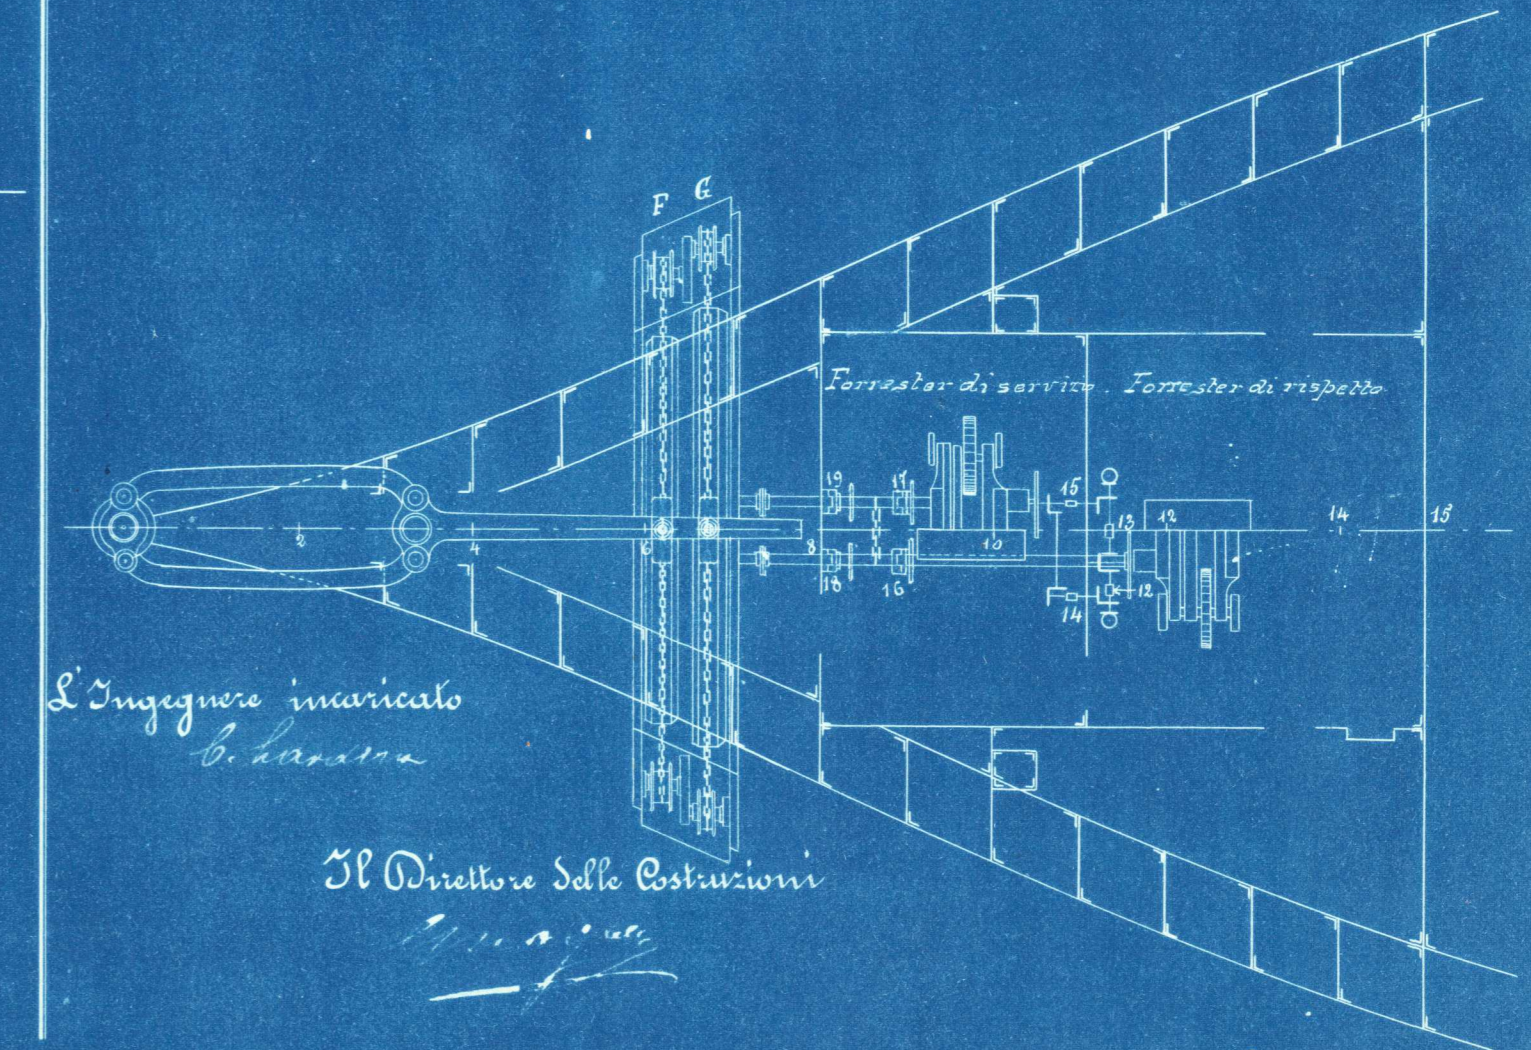 F G
Forrester di servizio. Forrester di rispetto
19 17 15
13 12 14 15
2 4 6 8 10
18 16 12
14
L'Ingegnere incaricato
Il Direttore delle Costruzioni